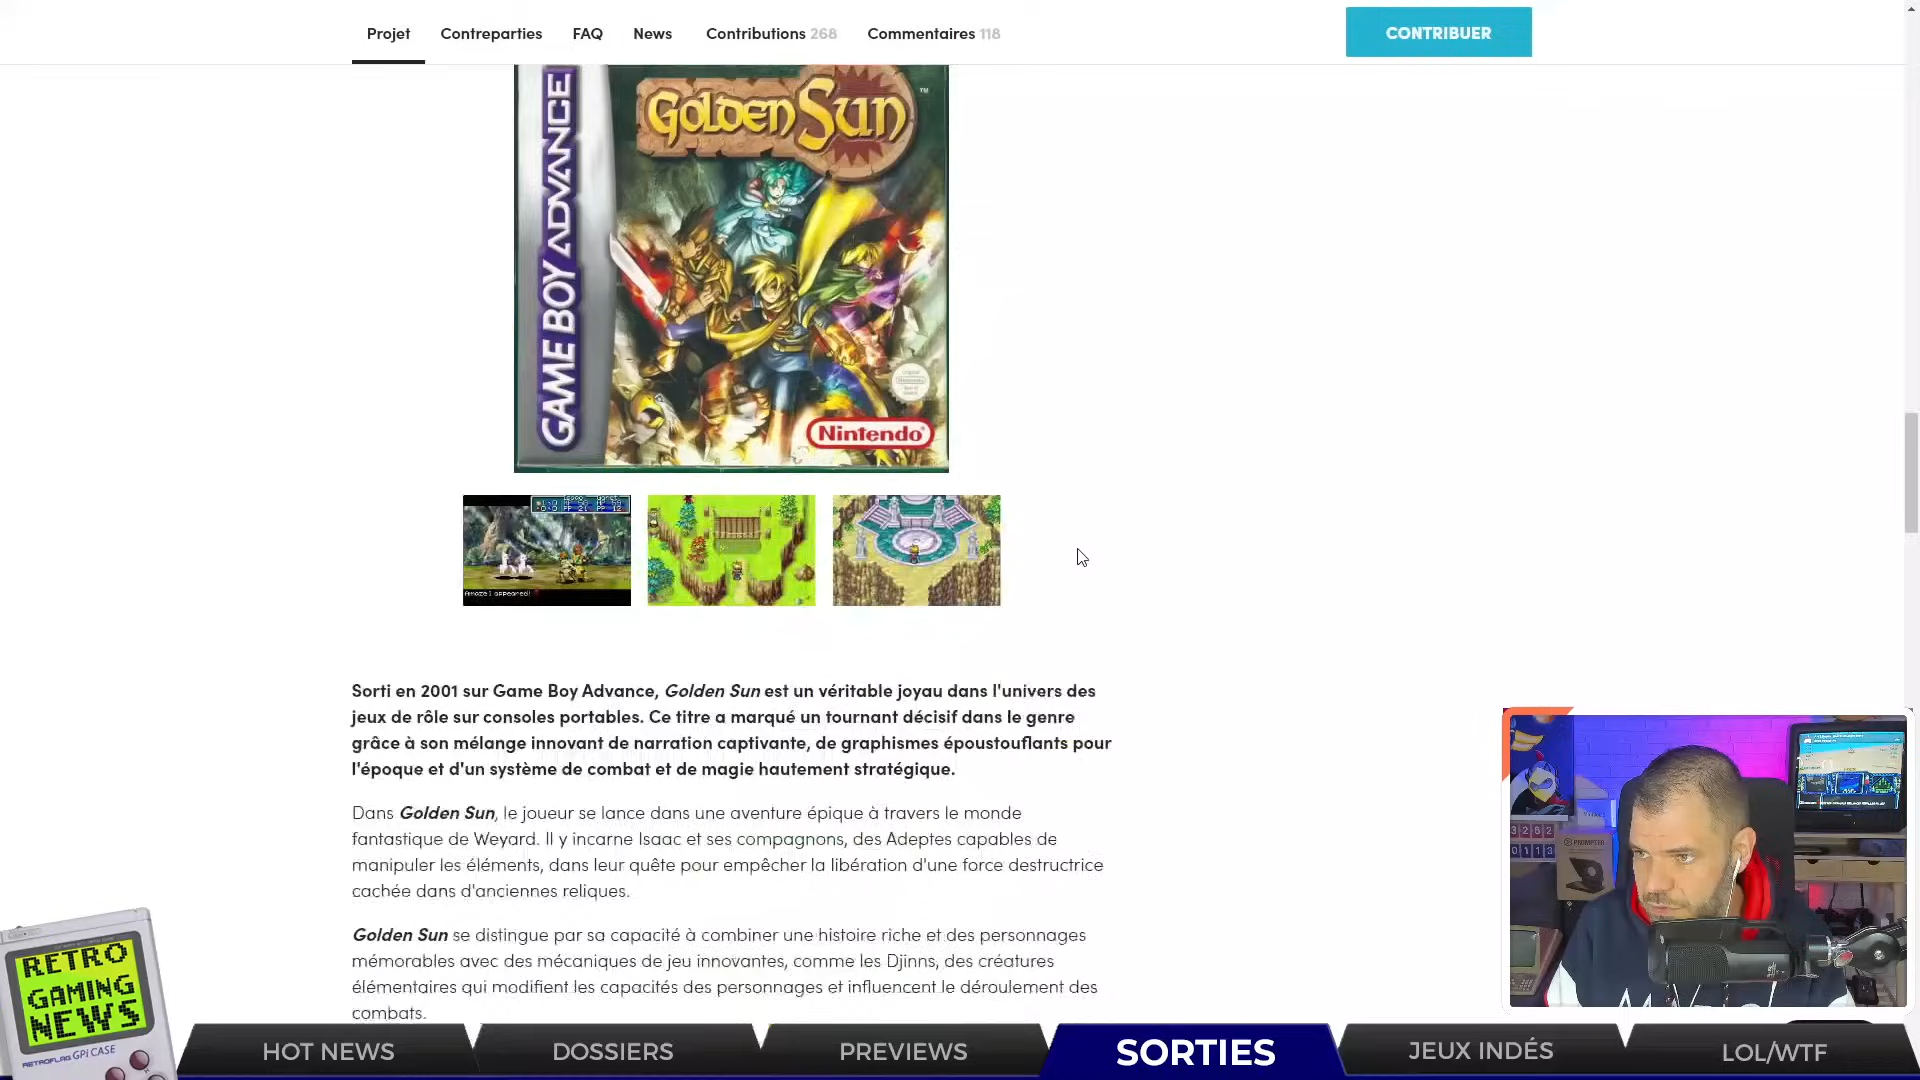 Projet Contreparties FAQ News Contributions 268 Commentaires 118
CONTRIBUER
GAME BOY ADVANCE
Golden Sun
TM
Nintendo
Sorti en 2001 sur Game Boy Advance, Golden Sun est un véritable joyau dans l'univers des
jeux de rôle sur consoles portables. Ce titre a marqué un tournant décisif dans le genre
grâce à son mélange innovant de narration captivante, de graphismes époustouflants pour
l'époque et d'un système de combat et de magie hautement stratégique.
Dans Golden Sun, le joueur se lance dans une aventure épique à travers le monde
fantastique de Weyard. Il y incarne Isaac et ses compagnons, des Adeptes capables de
manipuler les éléments, dans leur quête pour empêcher la libération d'une force destructrice
cachée dans d'anciennes reliques.
Golden Sun se distingue par sa capacité à combiner une histoire riche et des personnages
mémorables avec des mécaniques de jeu innovantes, comme les Djinns, des créatures
élémentaires qui modifient les capacités des personnages et influencent le déroulement des
combats.
PROMPTER
RETRO
GAMING
NEWS
RETROFLAG GPi CASE
HOT NEWS DOSSIERS PREVIEWS SORTIES JEUX INDÉS LOL/WTF